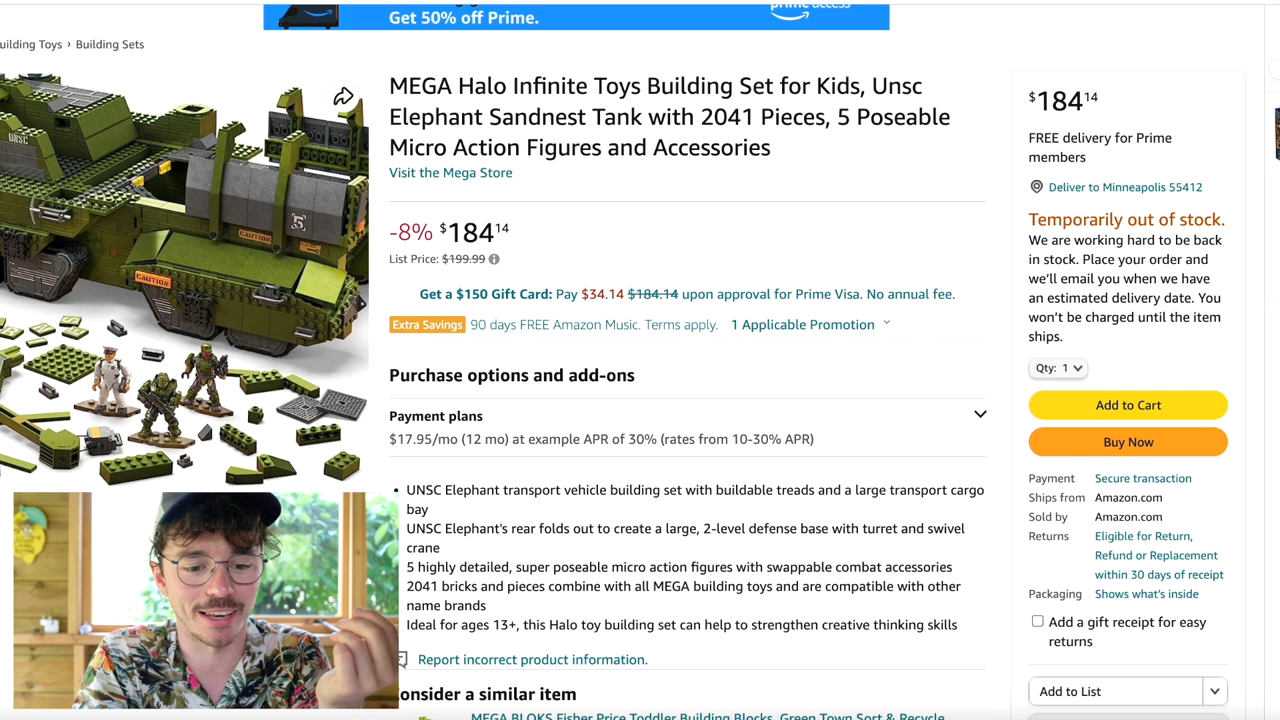 Get 50% off Prime.
uilding Toys › Building Sets
UNSC
5
CAUTION
CAUTION
MEGA Halo Infinite Toys Building Set for Kids, Unsc
Elephant Sandnest Tank with 2041 Pieces, 5 Poseable
Micro Action Figures and Accessories
Visit the Mega Store
-8% $184.14
List Price: $199.99
Get a $150 Gift Card: Pay $34.14 $184.14 upon approval for Prime Visa. No annual fee.
Extra Savings 90 days FREE Amazon Music. Terms apply. 1 Applicable Promotion
Purchase options and add-ons
Payment plans
$17.95/mo (12 mo) at example APR of 30% (rates from 10-30% APR)
• UNSC Elephant transport vehicle building set with buildable treads and a large transport cargo
bay
UNSC Elephant's rear folds out to create a large, 2-level defense base with turret and swivel
crane
5 highly detailed, super poseable micro action figures with swappable combat accessories
2041 bricks and pieces combine with all MEGA building toys and are compatible with other
name brands
Ideal for ages 13+, this Halo toy building set can help to strengthen creative thinking skills
Report incorrect product information.
onsider a similar item
MEGA BLOKS Fisher Price Toddler Building Blocks, Green Town Sort & Recycle
$184.14
FREE delivery for Prime
members
Deliver to Minneapolis 55412
Temporarily out of stock.
We are working hard to be back
in stock. Place your order and
we'll email you when we have
an estimated delivery date. You
won't be charged until the item
ships.
Qty: 1
Add to Cart
Buy Now
Payment Secure transaction
Ships from Amazon.com
Sold by Amazon.com
Returns Eligible for Return,
Refund or Replacement
within 30 days of receipt
Packaging Shows what's inside
Add a gift receipt for easy
returns
Add to List